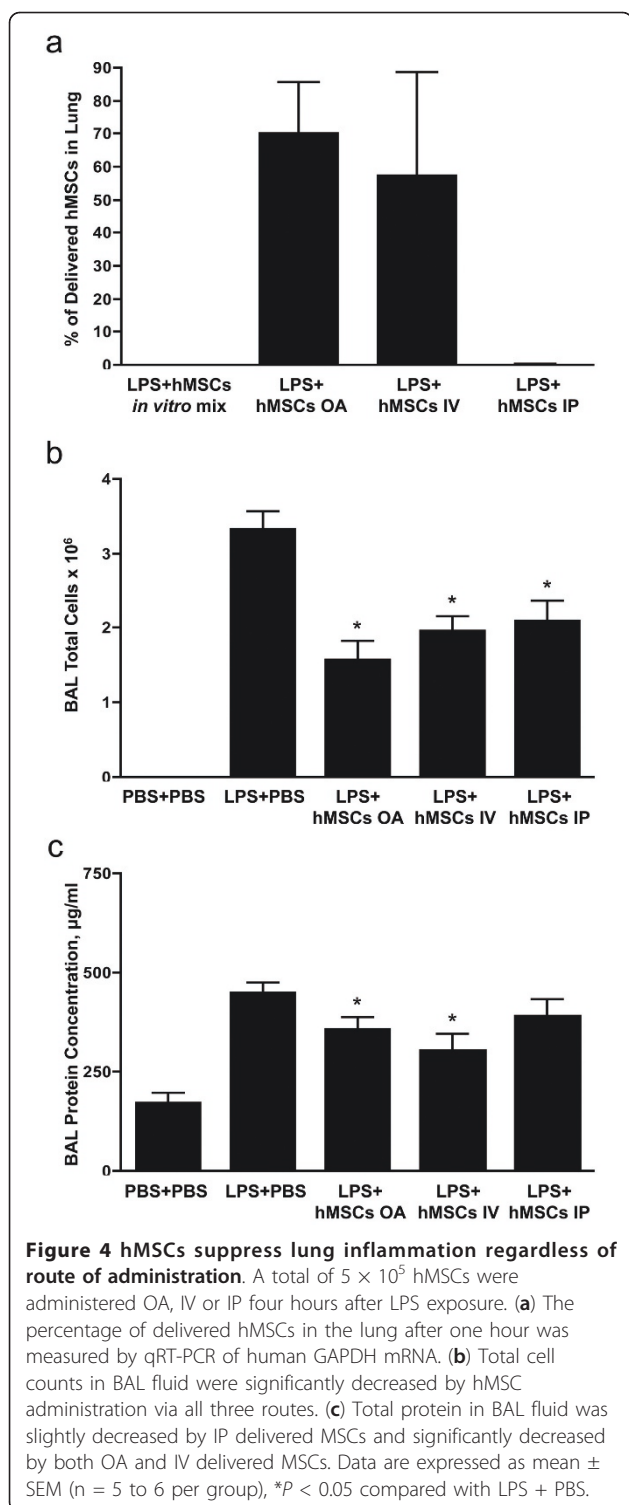 a
% of Delivered hMSCs in Lung
90
80
70
60
50
40
30
20
10
0
LPS+hMSCs in vitro mix
LPS+ hMSCs OA
LPS+ hMSCs IV
LPS+ hMSCs IP
b
BAL Total Cells x 10⁶
4
3
2
1
0
*
*
*
PBS+PBS
LPS+PBS
LPS+ hMSCs OA
LPS+ hMSCs IV
LPS+ hMSCs IP
c
BAL Protein Concentration, µg/ml
750
500
250
0
*
*
PBS+PBS
LPS+PBS
LPS+ hMSCs OA
LPS+ hMSCs IV
LPS+ hMSCs IP
Figure 4 hMSCs suppress lung inflammation regardless of
route of administration. A total of 5 × 10⁵ hMSCs were
administered OA, IV or IP four hours after LPS exposure. (a) The
percentage of delivered hMSCs in the lung after one hour was
measured by qRT-PCR of human GAPDH mRNA. (b) Total cell
counts in BAL fluid were significantly decreased by hMSC
administration via all three routes. (c) Total protein in BAL fluid was
slightly decreased by IP delivered MSCs and significantly decreased
by both OA and IV delivered MSCs. Data are expressed as mean ±
SEM (n = 5 to 6 per group), *P < 0.05 compared with LPS + PBS.